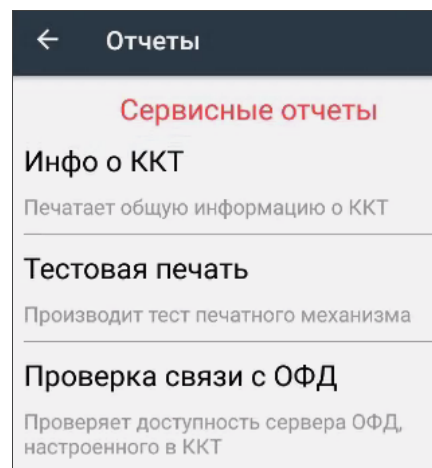 Отчеты
Сервисные отчеты
Инфо о ККТ
Печатает общую информацию о ККТ
Тестовая печать
Производит тест печатного механизма
Проверка связи с ОФД
Проверяет доступность сервера ОФД,
настроенного в ККТ